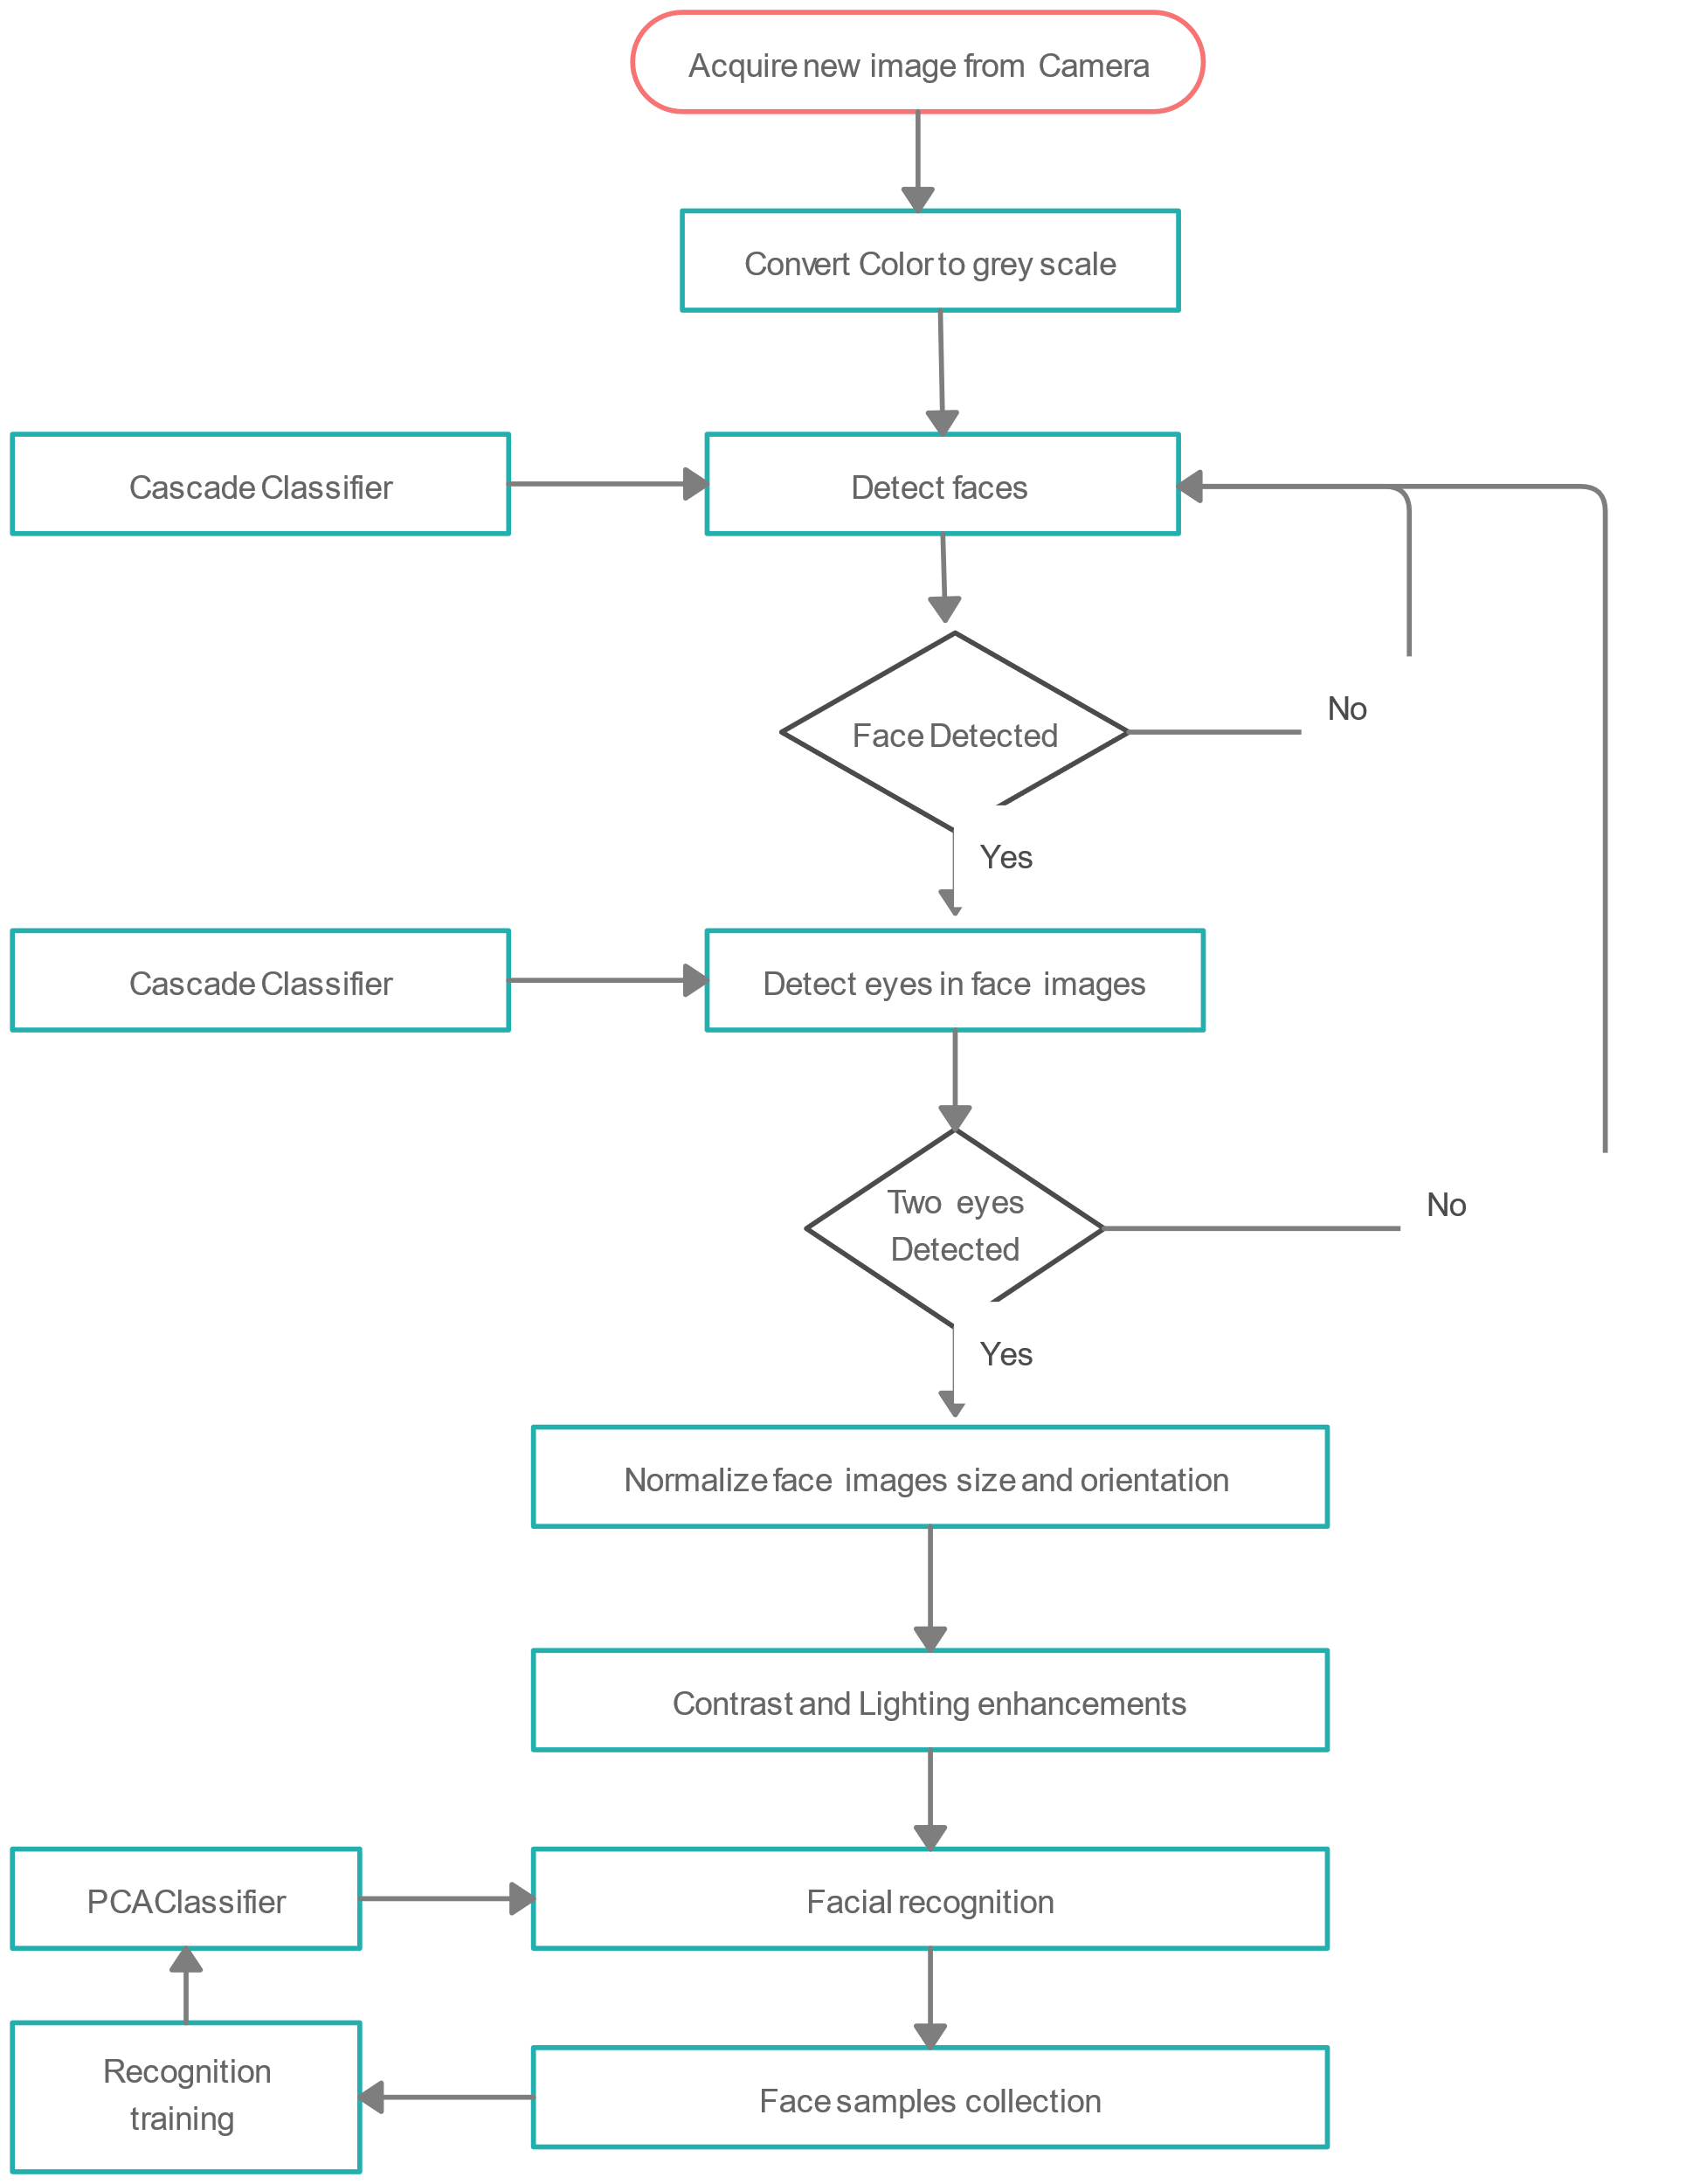 Acquire new image from Camera
Convert Color to grey scale
Cascade Classifier
Detect faces
No
Face Detected
Yes
Cascade Classifier
Detect eyes in face images
Two eyes
Detected
No
Yes
Normalize face images size and orientation
Contrast and Lighting enhancements
PCA Classifier
Facial recognition
Recognition
training
Face samples collection